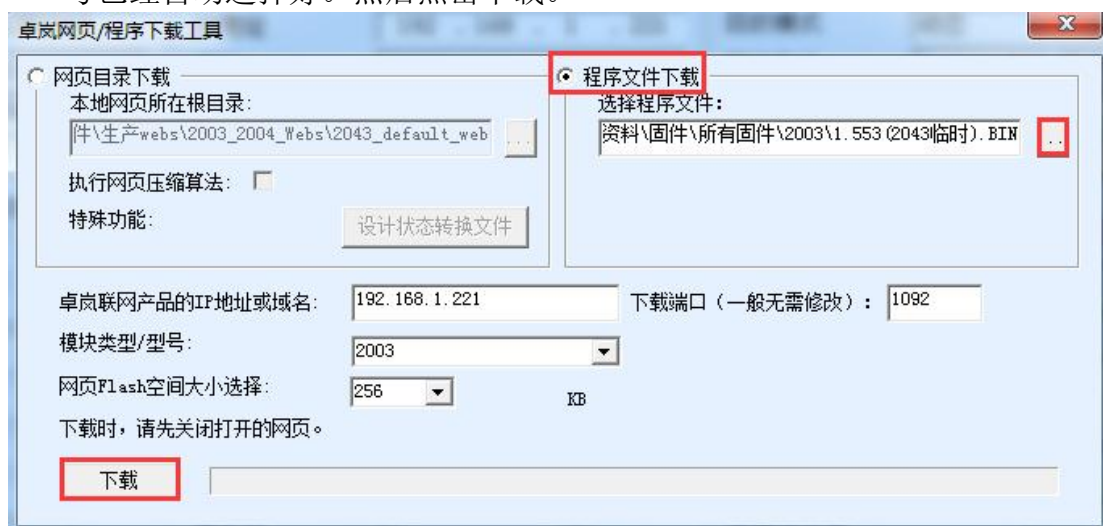 卓岚网页/程序下载工具
网页目录下载
本地网页所在根目录:
件\生产webs\2003_2004_Webs\2043_default_web
...
执行网页压缩算法:
特殊功能:
设计状态转换文件
程序文件下载
选择程序文件:
资料\固件\所有固件\2003\1.553(2043临时).BIN
..
卓岚联网产品的IP地址或域名:
192.168.1.221
下载端口（一般无需修改）:
1092
模块类型/型号:
2003
网页Flash空间大小选择:
256
KB
下载时，请先关闭打开的网页。
下载